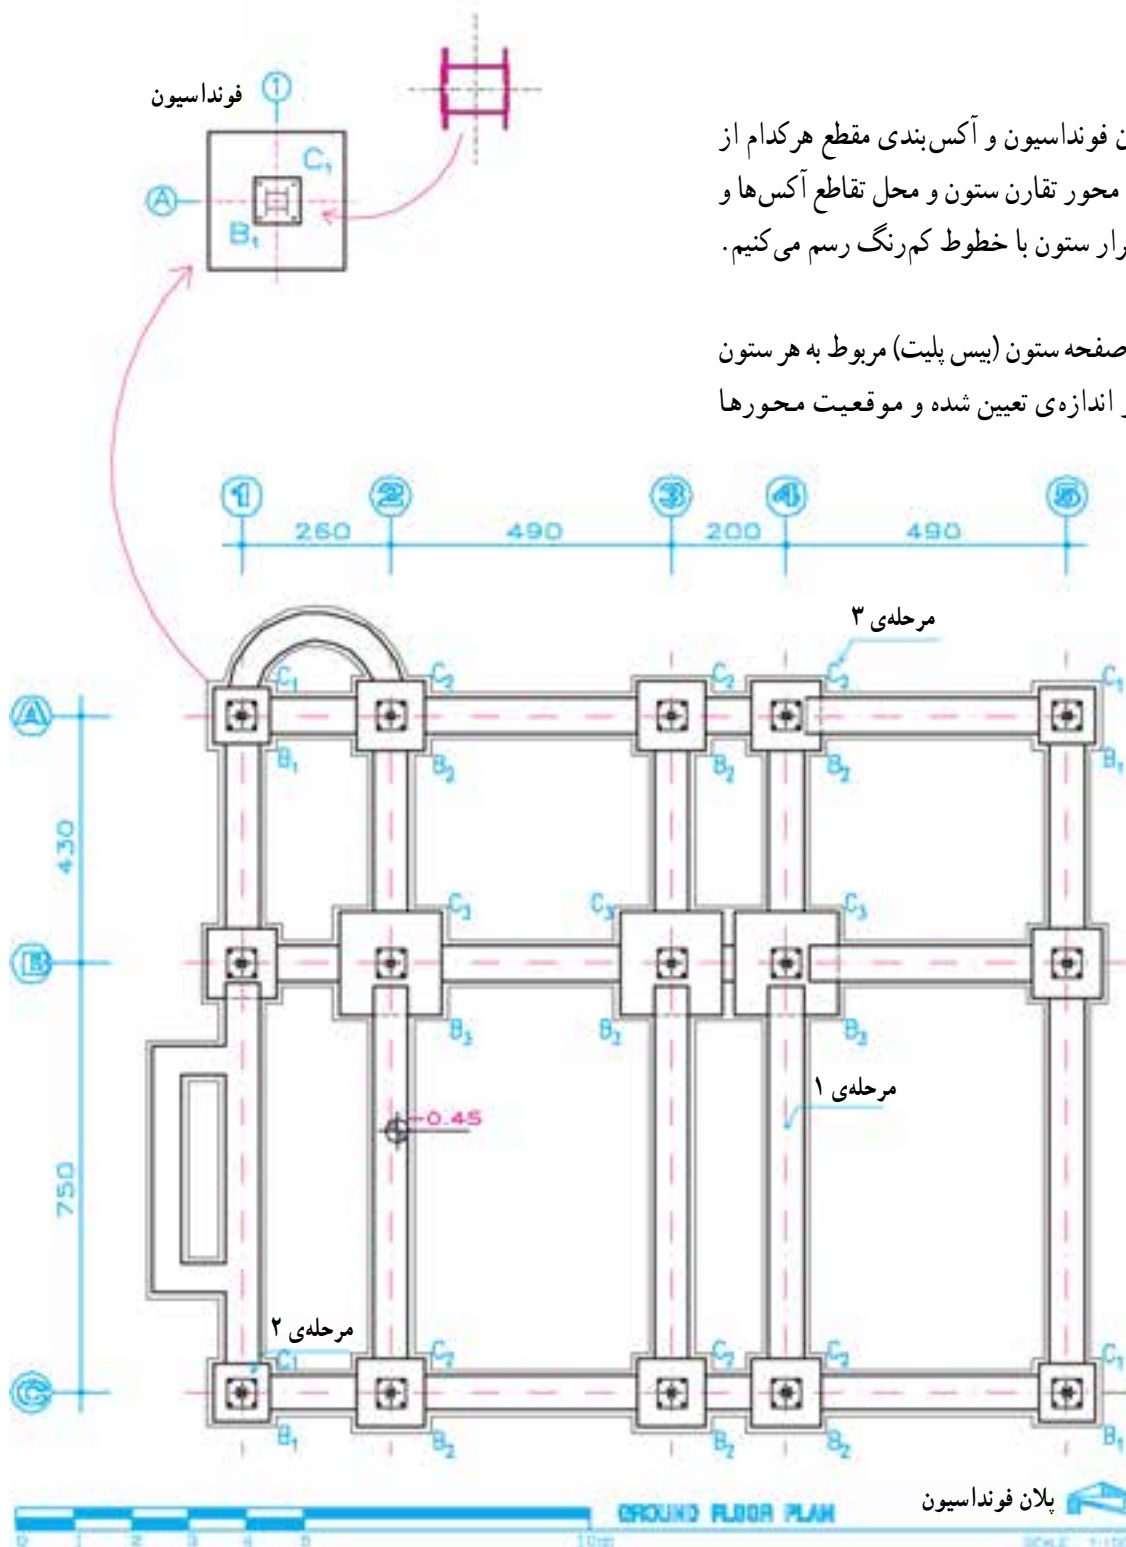 فونداسیون
1
C₁
A
B₁
فونداسیون و آکس‌بندی مقطع هرکدام از
محور تقارن ستون و محل تقاطع آکس‌ها و
ستون با خطوط کم‌رنگ رسم می‌کنیم.
صفحه ستون (بیس پلیت) مربوط به هر ستون
اندازه‌ی تعیین شده و موقعیت محورها
1 2 3 4 5
260 490 200 490
مرحله‌ی ۳
C₁ C₂ C₂ C₂ C₁
A
B₁ B₂ B₂ B₂ B₁
430
C₃ C₃ C₃
B
B₃
مرحله‌ی ۱
-0.45
750
مرحله‌ی ۲
C₁ C₂ C₂ C₂ C₁
C
B₁ B₂ B₂ B₂ B₁
پلان فونداسیون
GROUND FLOOR PLAN
0 1 2 3 4 5 10m
SCALE